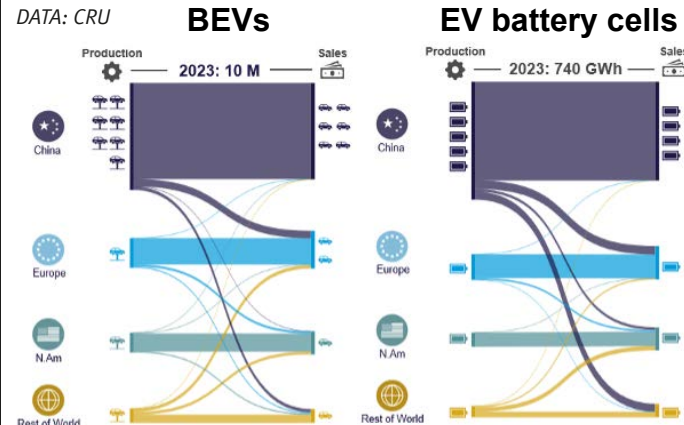 DATA: CRU
BEVs
Production
2023: 10 M
Sales
China
Europe
N.Am
Rest of World
EV battery cells
Production
2023: 740 GWh
Sales
China
Europe
N.Am
Rest of World